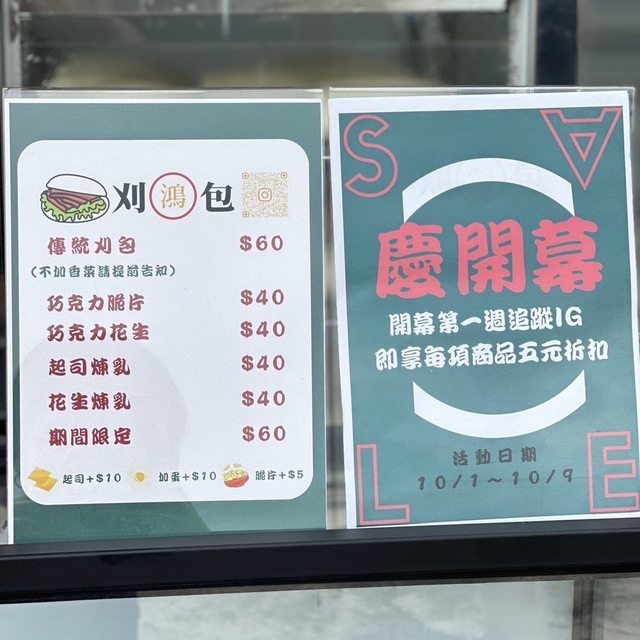 刈鴻包
傳統刈包 $60
(不加香菜請提前告知)
巧克力脆片 $40
巧克力花生 $40
起司煉乳 $40
花生煉乳 $40
期間限定 $60
起司+$10 加蛋+$10 脆片+$5
SALE
慶開幕
開幕第一週追蹤IG
即享每項商品五元折扣
活動日期
10/1~10/9